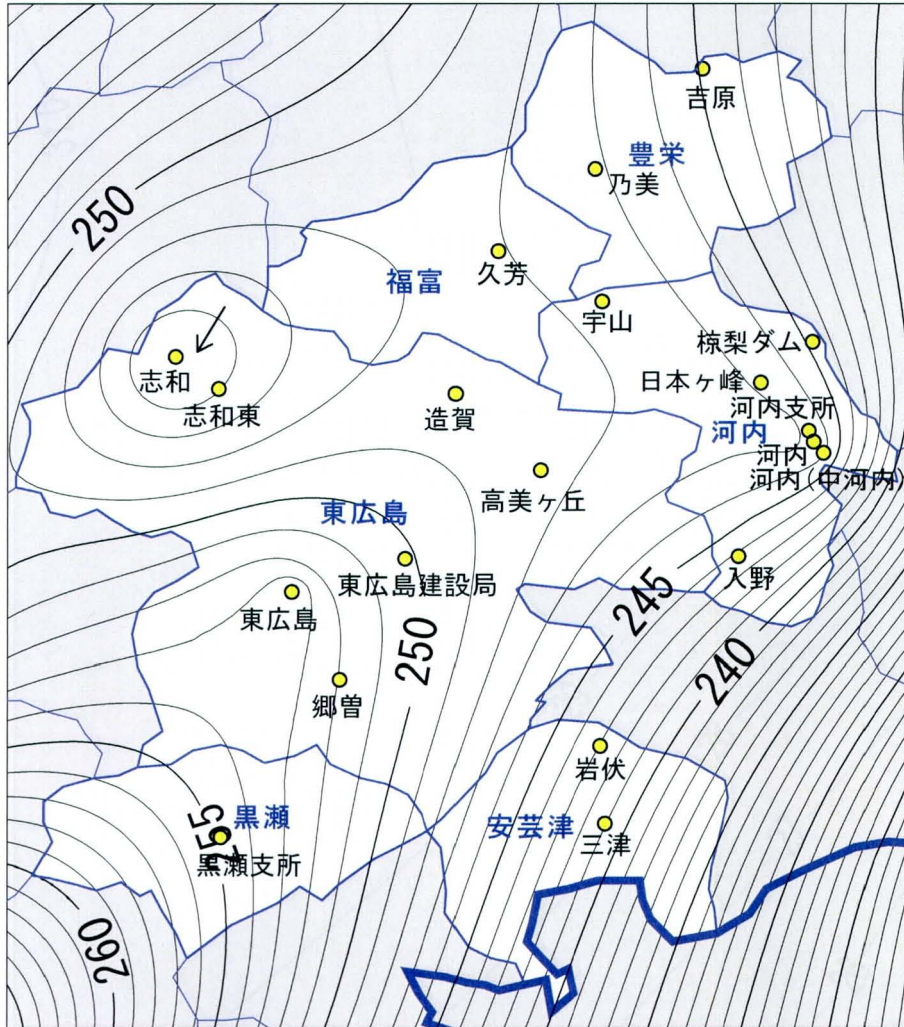 吉原
豊栄
乃美
250
久芳
福富
宇山
椋梨ダム
志和
日本ヶ峰
志和東
造賀
河内支所
河内
河内
河内(中河内)
高美ヶ丘
東広島
入野
東広島建設局
245
東広島
250
240
郷曽
岩伏
黒瀬
255
安芸津
三津
黒瀬支所
260